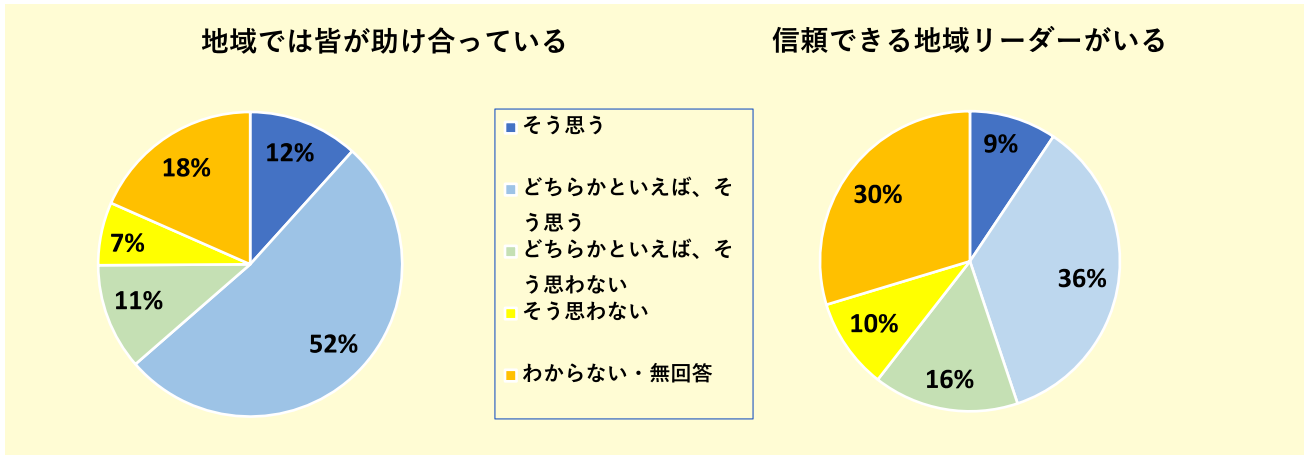 地域では皆が助け合っている
12%
52%
11%
7%
18%
そう思う
どちらかといえば、そ
う思う
どちらかといえば、そ
う思わない
そう思わない
わからない・無回答
信頼できる地域リーダーがいる
9%
36%
16%
10%
30%